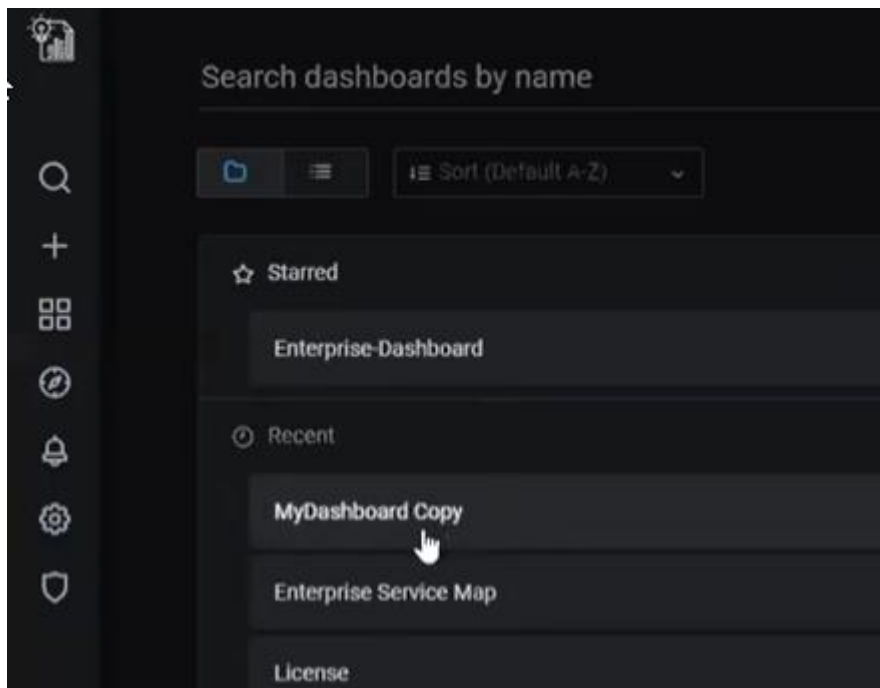 Search dashboards by name
Sort (Default A-Z)
Starred
Enterprise-Dashboard
Recent
MyDashboard Copy
Enterprise Service Map
License